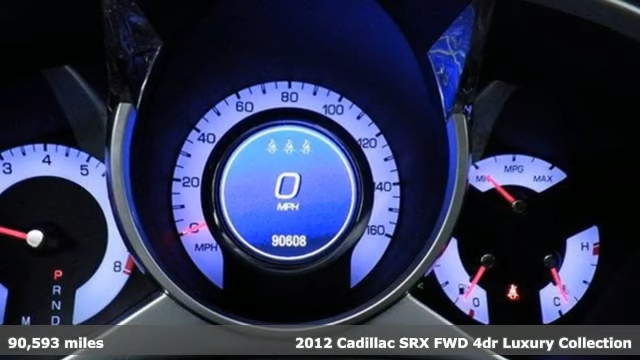 3 4 5
8
P
R
N
D
M
0 20 40 60 80 100 120 140 160
MPH
0
MPH
90608
MIN MPG MAX
0
H
C
90,593 miles
2012 Cadillac SRX FWD 4dr Luxury Collection